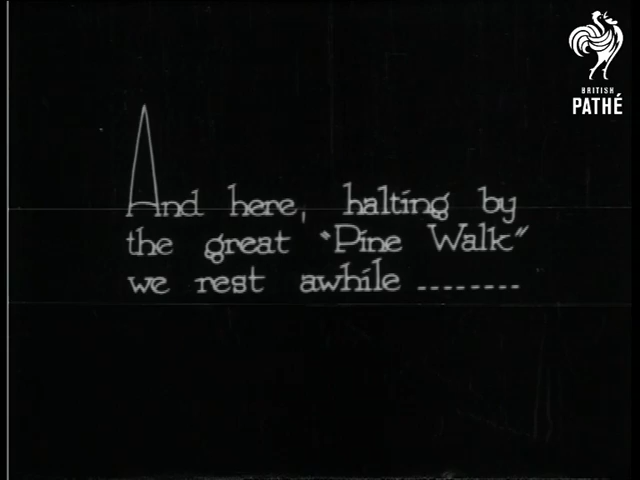 BRITISH
PATHÉ
And here, halting by
the great "Pine Walk"
we rest awhile --------